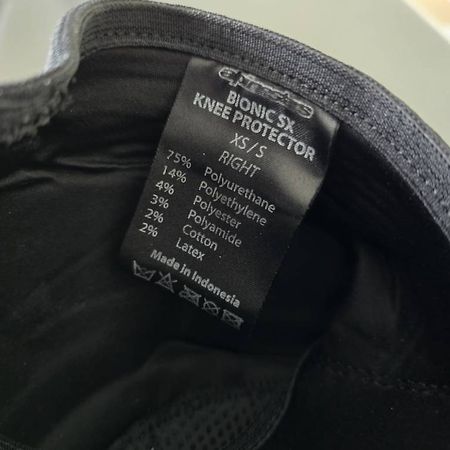 BIONIC SX
KNEE PROTECTOR
XS/S
RIGHT
75% Polyurethane
14% Polyethylene
4% Polyester
3% Polyamide
2% Cotton
2% Latex
Made in Indonesia